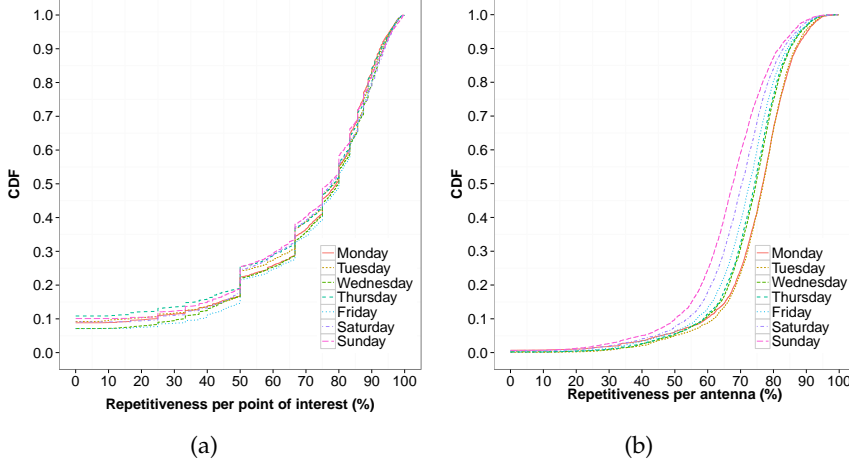 1.0
0.9
0.8
0.7
0.6
0.5
0.4
0.3
0.2
0.1
0.0
CDF
Monday
Tuesday
Wednesday
Thursday
Friday
Saturday
Sunday
0 10 20 30 40 50 60 70 80 90 100
Repetitiveness per point of interest (%)
(a)
1.0
0.9
0.8
0.7
0.6
0.5
0.4
0.3
0.2
0.1
0.0
CDF
Monday
Tuesday
Wednesday
Thursday
Friday
Saturday
Sunday
0 10 20 30 40 50 60 70 80 90 100
Repetitiveness per antenna (%)
(b)